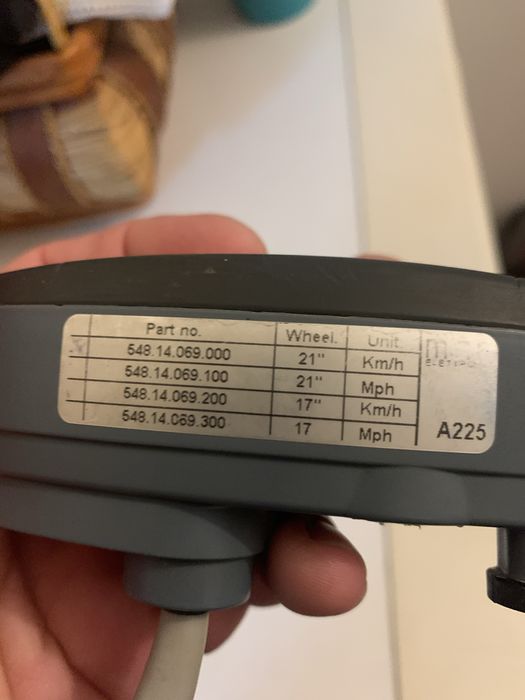 Part no. Wheel. Unit.
548.14.069.000 21" Km/h
548.14.069.100 21" Mph
548.14.069.200 17" Km/h
548.14.069.300 17 Mph
A225